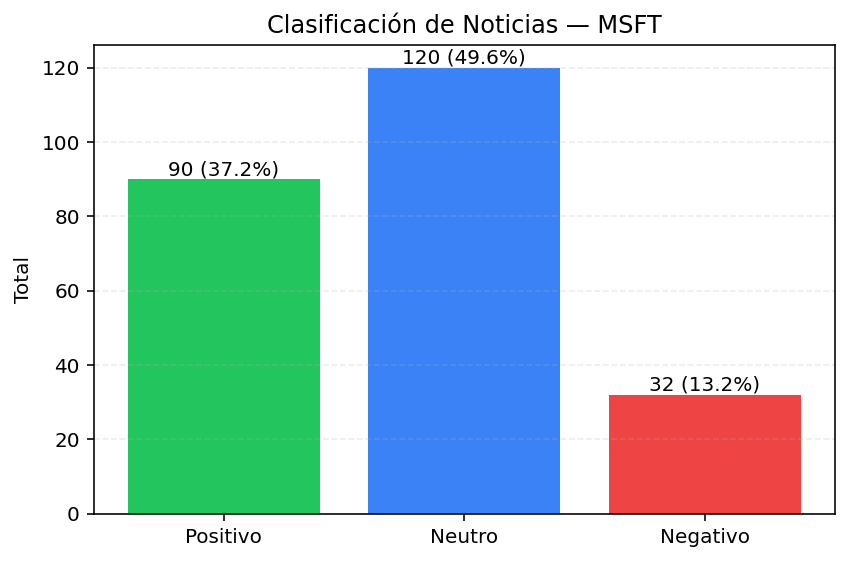 Clasificación de Noticias — MSFT
120 (49.6%)
90 (37.2%)
32 (13.2%)
Total
120
100
80
60
40
20
0
Positivo
Neutro
Negativo